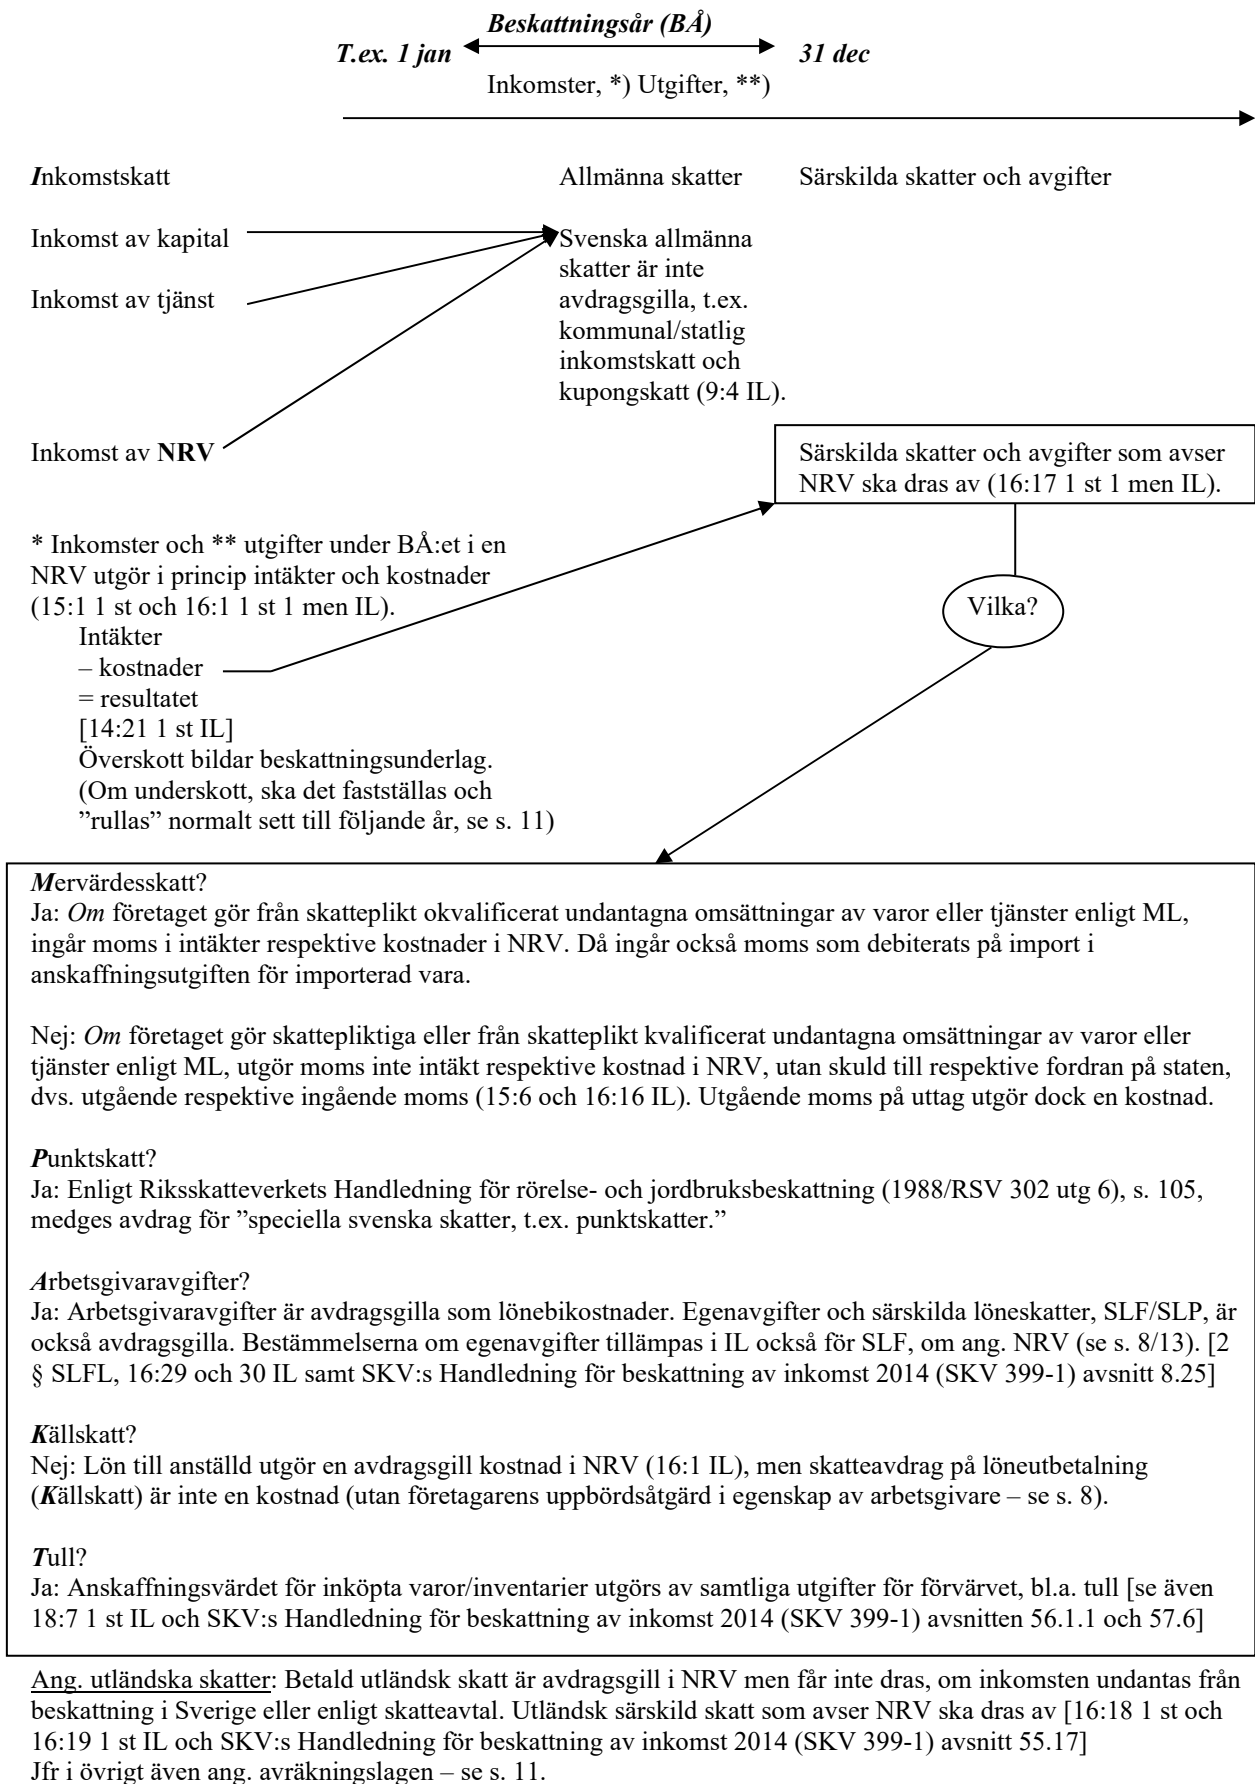 Beskattningsår (BÅ)
T.ex. 1 jan 31 dec
Inkomster, *) Utgifter, **)
Inkomstskatt Allmänna skatter Särskilda skatter och avgifter
Inkomst av kapital
Inkomst av tjänst
Inkomst av NRV
Svenska allmänna
skatter är inte
avdragsgilla, t.ex.
kommunal/statlig
inkomstskatt och
kupongskatt (9:4 IL).
Särskilda skatter och avgifter som avser
NRV ska dras av (16:17 1 st 1 men IL).
* Inkomster och ** utgifter under BÅ:et i en
NRV utgör i princip intäkter och kostnader
(15:1 1 st och 16:1 1 st 1 men IL).
Intäkter
– kostnader
= resultatet
[14:21 1 st IL]
Överskott bildar beskattningsunderlag.
(Om underskott, ska det fastställas och
”rullas” normalt sett till följande år, se s. 11)
Vilka?
Mervärdesskatt?
Ja: Om företaget gör från skatteplikt okvalificerat undantagna omsättningar av varor eller tjänster enligt ML,
ingår moms i intäkter respektive kostnader i NRV. Då ingår också moms som debiterats på import i
anskaffningsutgiften för importerad vara.
Nej: Om företaget gör skattepliktiga eller från skatteplikt kvalificerat undantagna omsättningar av varor eller
tjänster enligt ML, utgör moms inte intäkt respektive kostnad i NRV, utan skuld till respektive fordran på staten,
dvs. utgående respektive ingående moms (15:6 och 16:16 IL). Utgående moms på uttag utgör dock en kostnad.
Punktskatt?
Ja: Enligt Riksskatteverkets Handledning för rörelse- och jordbruksbeskattning (1988/RSV 302 utg 6), s. 105,
medges avdrag för ”speciella svenska skatter, t.ex. punktskatter.”
Arbetsgivaravgifter?
Ja: Arbetsgivaravgifter är avdragsgilla som lönebikostnader. Egenavgifter och särskilda löneskatter, SLF/SLP, är
också avdragsgilla. Bestämmelserna om egenavgifter tillämpas i IL också för SLF, om ang. NRV (se s. 8/13). [2
§ SLFL, 16:29 och 30 IL samt SKV:s Handledning för beskattning av inkomst 2014 (SKV 399-1) avsnitt 8.25]
Källskatt?
Nej: Lön till anställd utgör en avdragsgill kostnad i NRV (16:1 IL), men skatteavdrag på löneutbetalning
(Källskatt) är inte en kostnad (utan företagarens uppbördsåtgärd i egenskap av arbetsgivare – se s. 8).
Tull?
Ja: Anskaffningsvärdet för inköpta varor/inventarier utgörs av samtliga utgifter för förvärvet, bl.a. tull [se även
18:7 1 st IL och SKV:s Handledning för beskattning av inkomst 2014 (SKV 399-1) avsnitten 56.1.1 och 57.6]
Ang. utländska skatter: Betald utländsk skatt är avdragsgill i NRV men får inte dras, om inkomsten undantas från
beskattning i Sverige eller enligt skatteavtal. Utländsk särskild skatt som avser NRV ska dras av [16:18 1 st och
16:19 1 st IL och SKV:s Handledning för beskattning av inkomst 2014 (SKV 399-1) avsnitt 55.17]
Jfr i övrigt även ang. avräkningslagen – se s. 11.